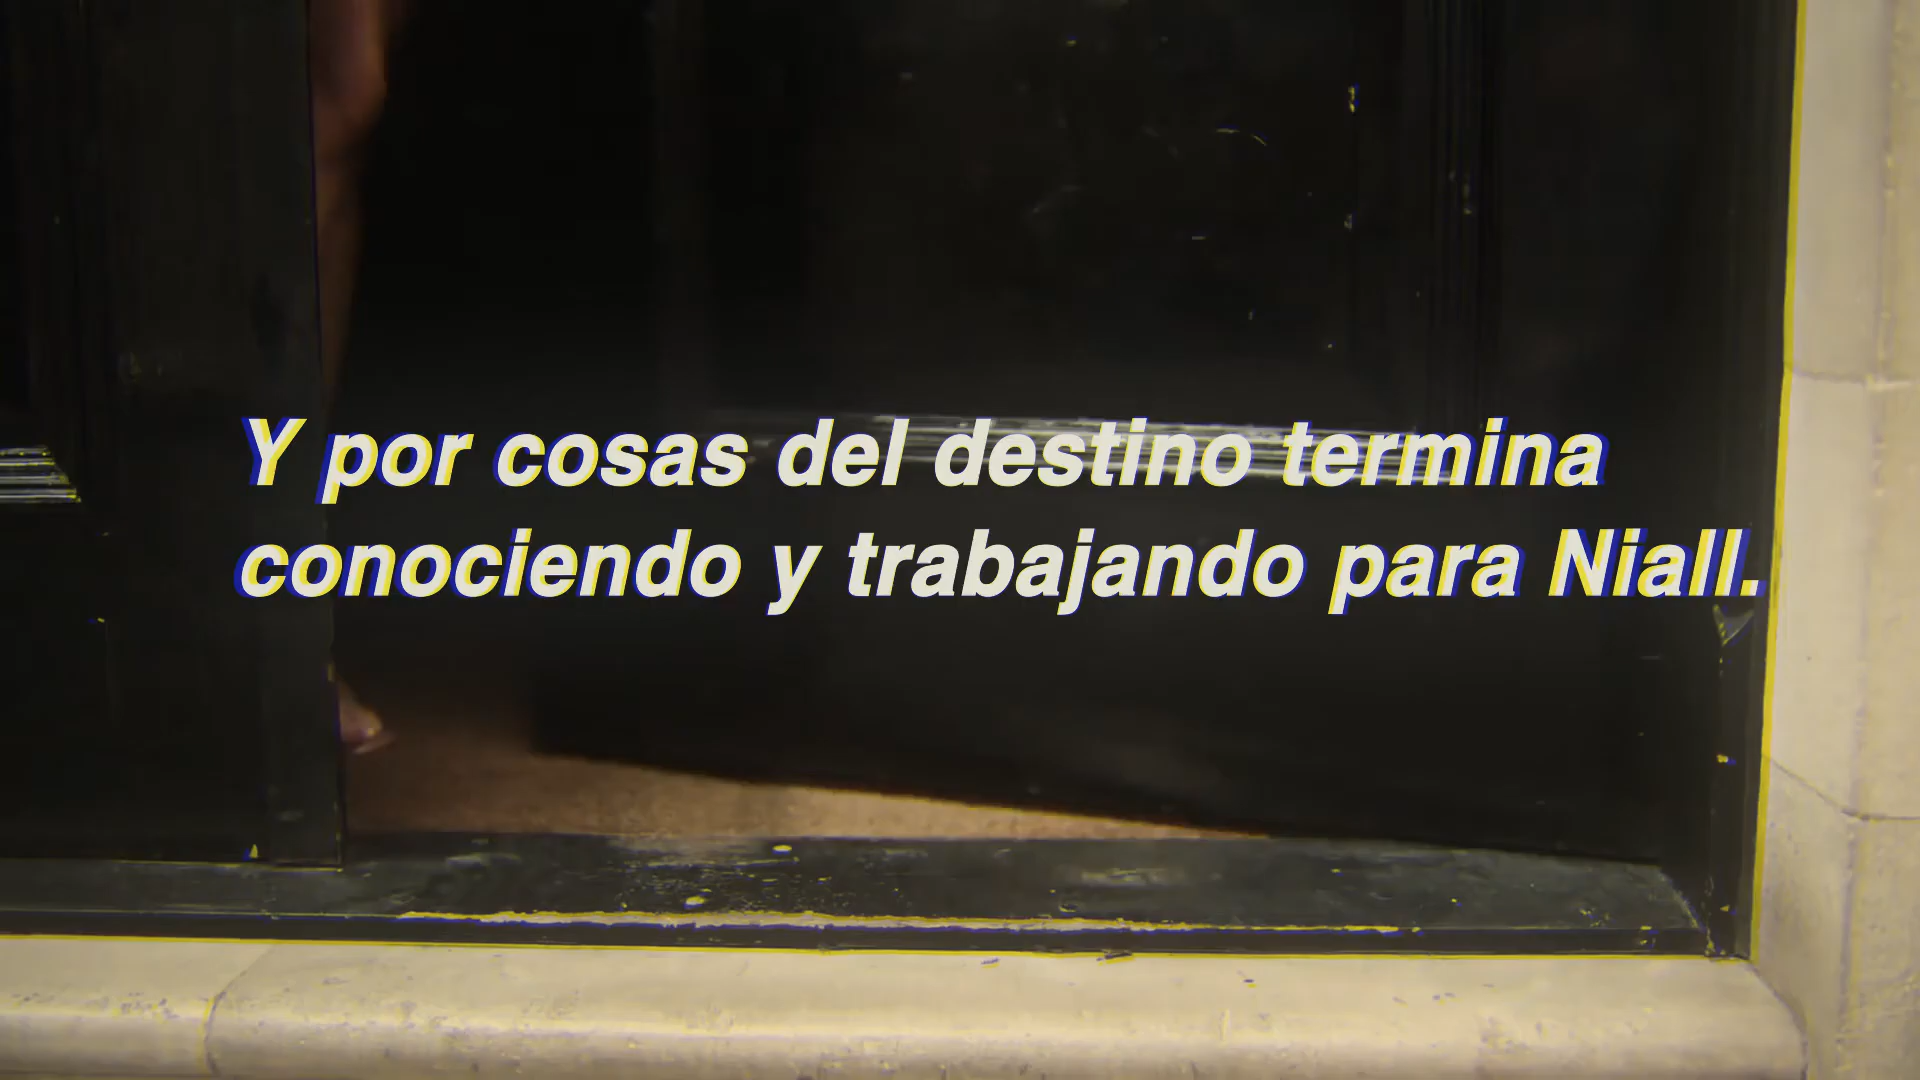 Y por cosas del destino termina
conociendo y trabajando para Niall.